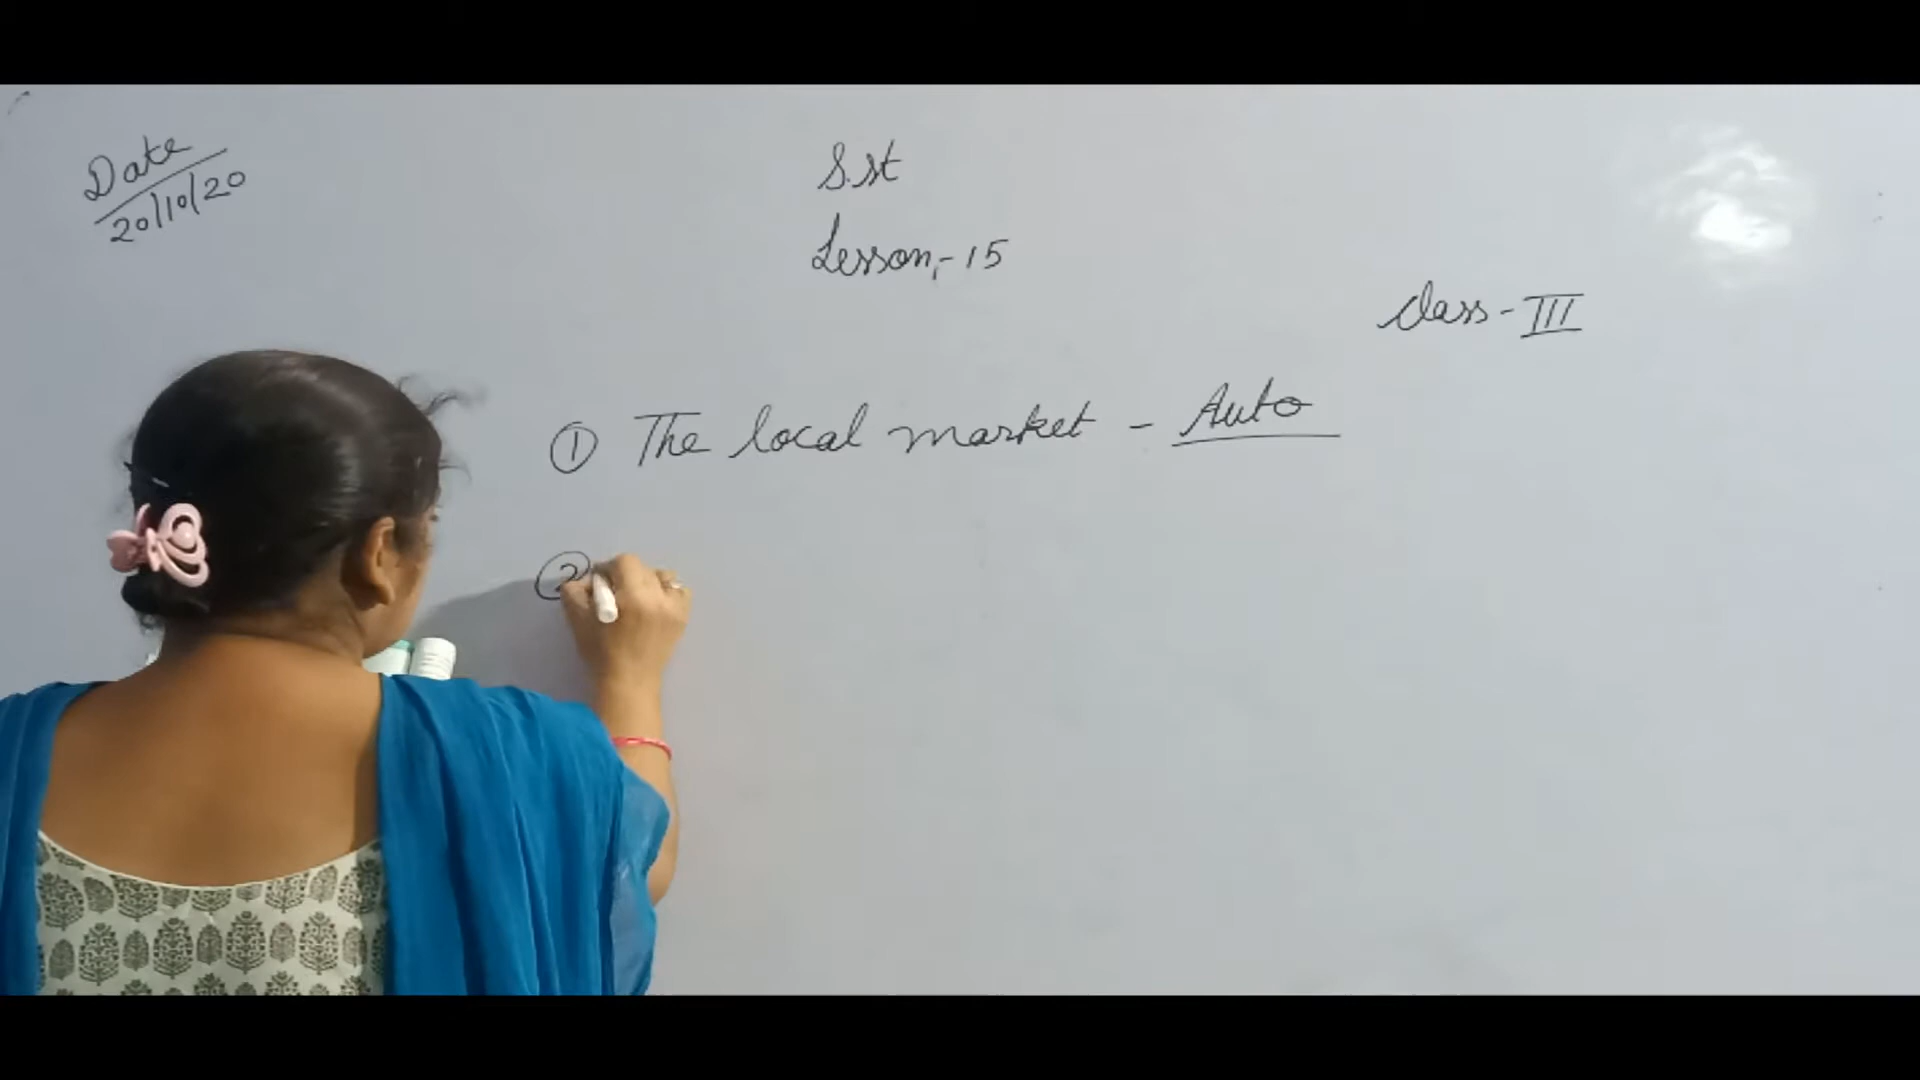 Date
20/10/20
S.st
Lesson,-15
Class - III
① The local market - Auto
②